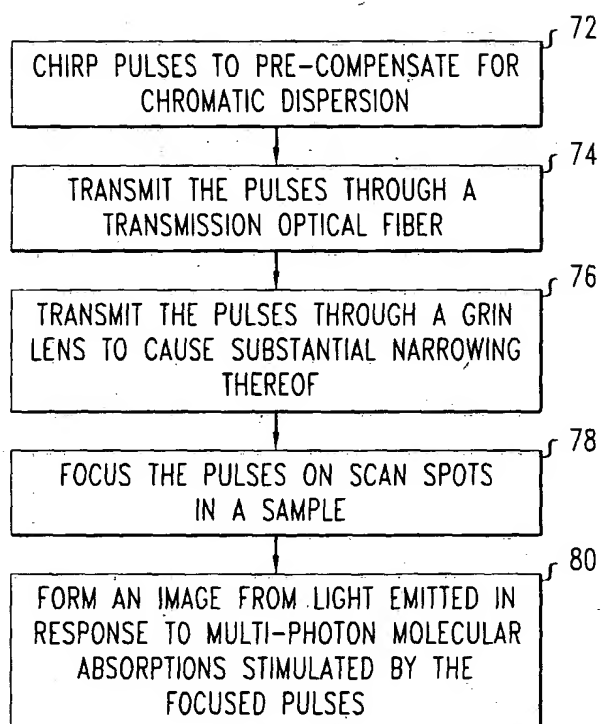 72
CHIRP PULSES TO PRE-COMPENSATE FOR
CHROMATIC DISPERSION
74
TRANSMIT THE PULSES THROUGH A
TRANSMISSION OPTICAL FIBER
76
TRANSMIT THE PULSES THROUGH A GRIN
LENS TO CAUSE SUBSTANTIAL NARROWING
THEREOF
78
FOCUS THE PULSES ON SCAN SPOTS
IN A SAMPLE
80
FORM AN IMAGE FROM LIGHT EMITTED IN
RESPONSE TO MULTI-PHOTON MOLECULAR
ABSORPTIONS STIMULATED BY THE
FOCUSED PULSES